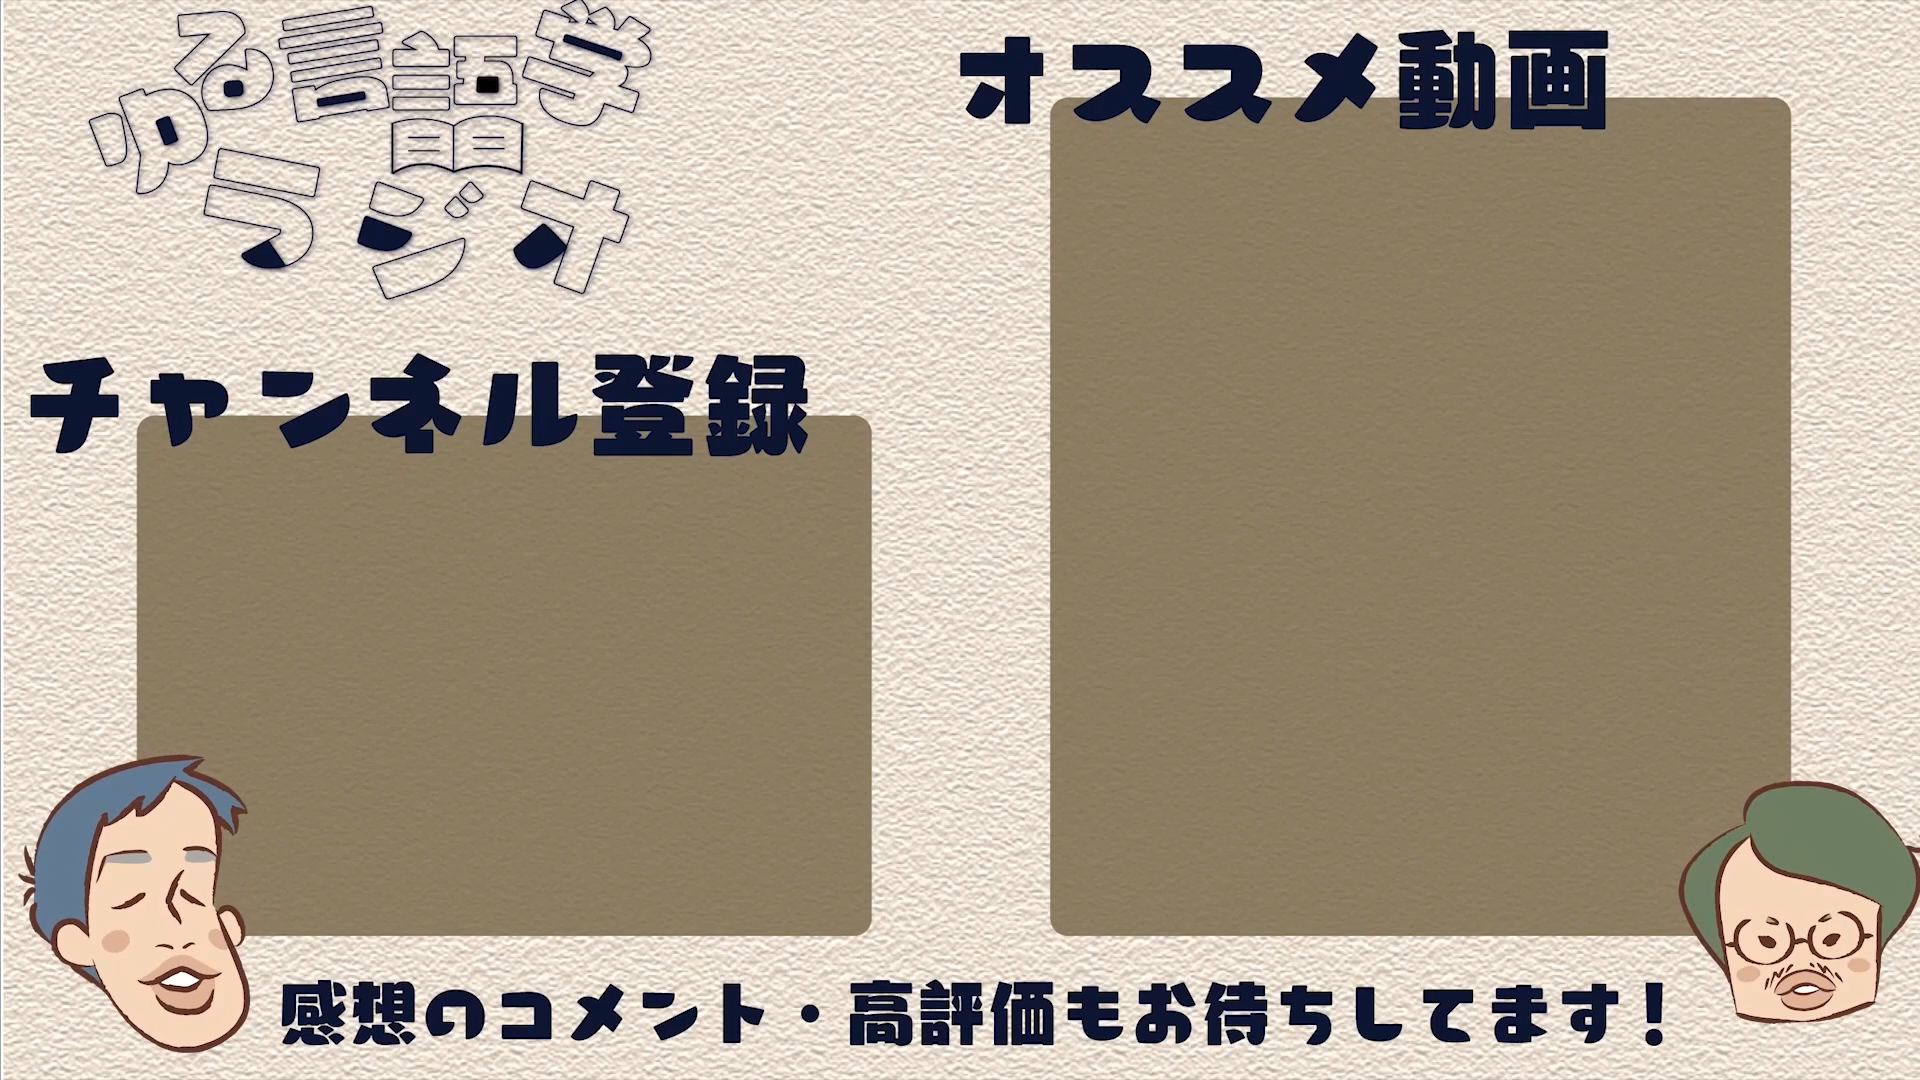 ゆる言語学
ラジオ
オススメ動画
チャンネル登録
感想のコメント・高評価もお待ちしてます！